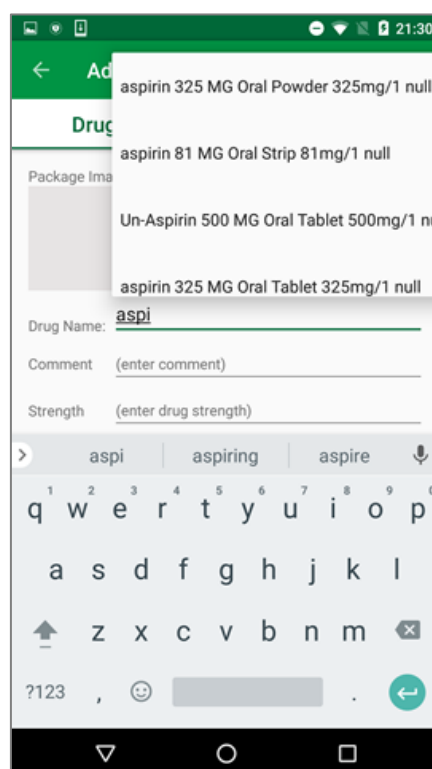 21:30
Ad
aspirin 325 MG Oral Powder 325mg/1 null
Drug
aspirin 81 MG Oral Strip 81mg/1 null
Package Ima
Un-Aspirin 500 MG Oral Tablet 500mg/1 nu
aspirin 325 MG Oral Tablet 325mg/1 null
Drug Name: aspi
Comment (enter comment)
Strength (enter drug strength)
aspi aspiring aspire
1 2 3 4 5 6 7 8 9 0
q w e r t y u i o p
a s d f g h j k l
z x c v b n m
?123 , .